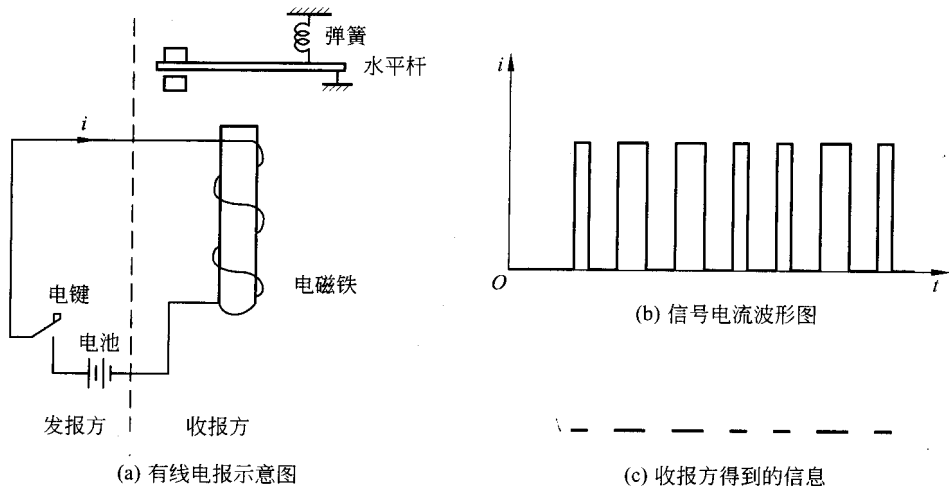 弹簧
水平杆
i
电磁铁
电键
电池
发报方
收报方
(a) 有线电报示意图
i
O
t
(b) 信号电流波形图
(c) 收报方得到的信息